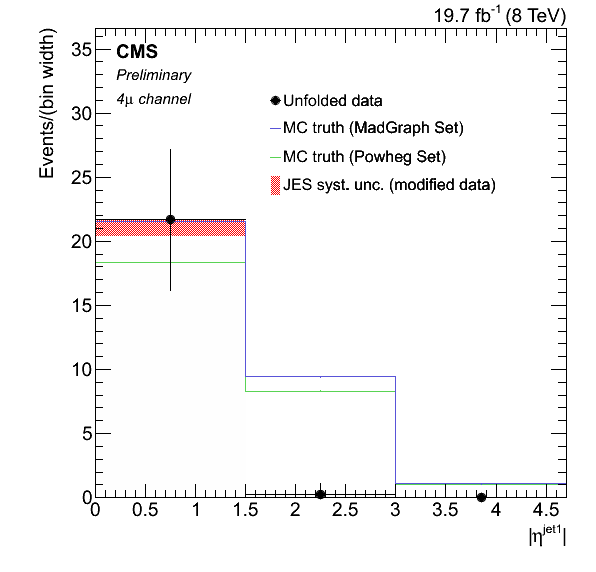 19.7 fb⁻¹ (8 TeV)
Events/(bin width)
CMS
Preliminary
4μ channel
Unfolded data
MC truth (MadGraph Set)
MC truth (Powheg Set)
JES syst. unc. (modified data)
35
30
25
20
15
10
5
0
0 0.5 1 1.5 2 2.5 3 3.5 4 4.5
|η^jet1|